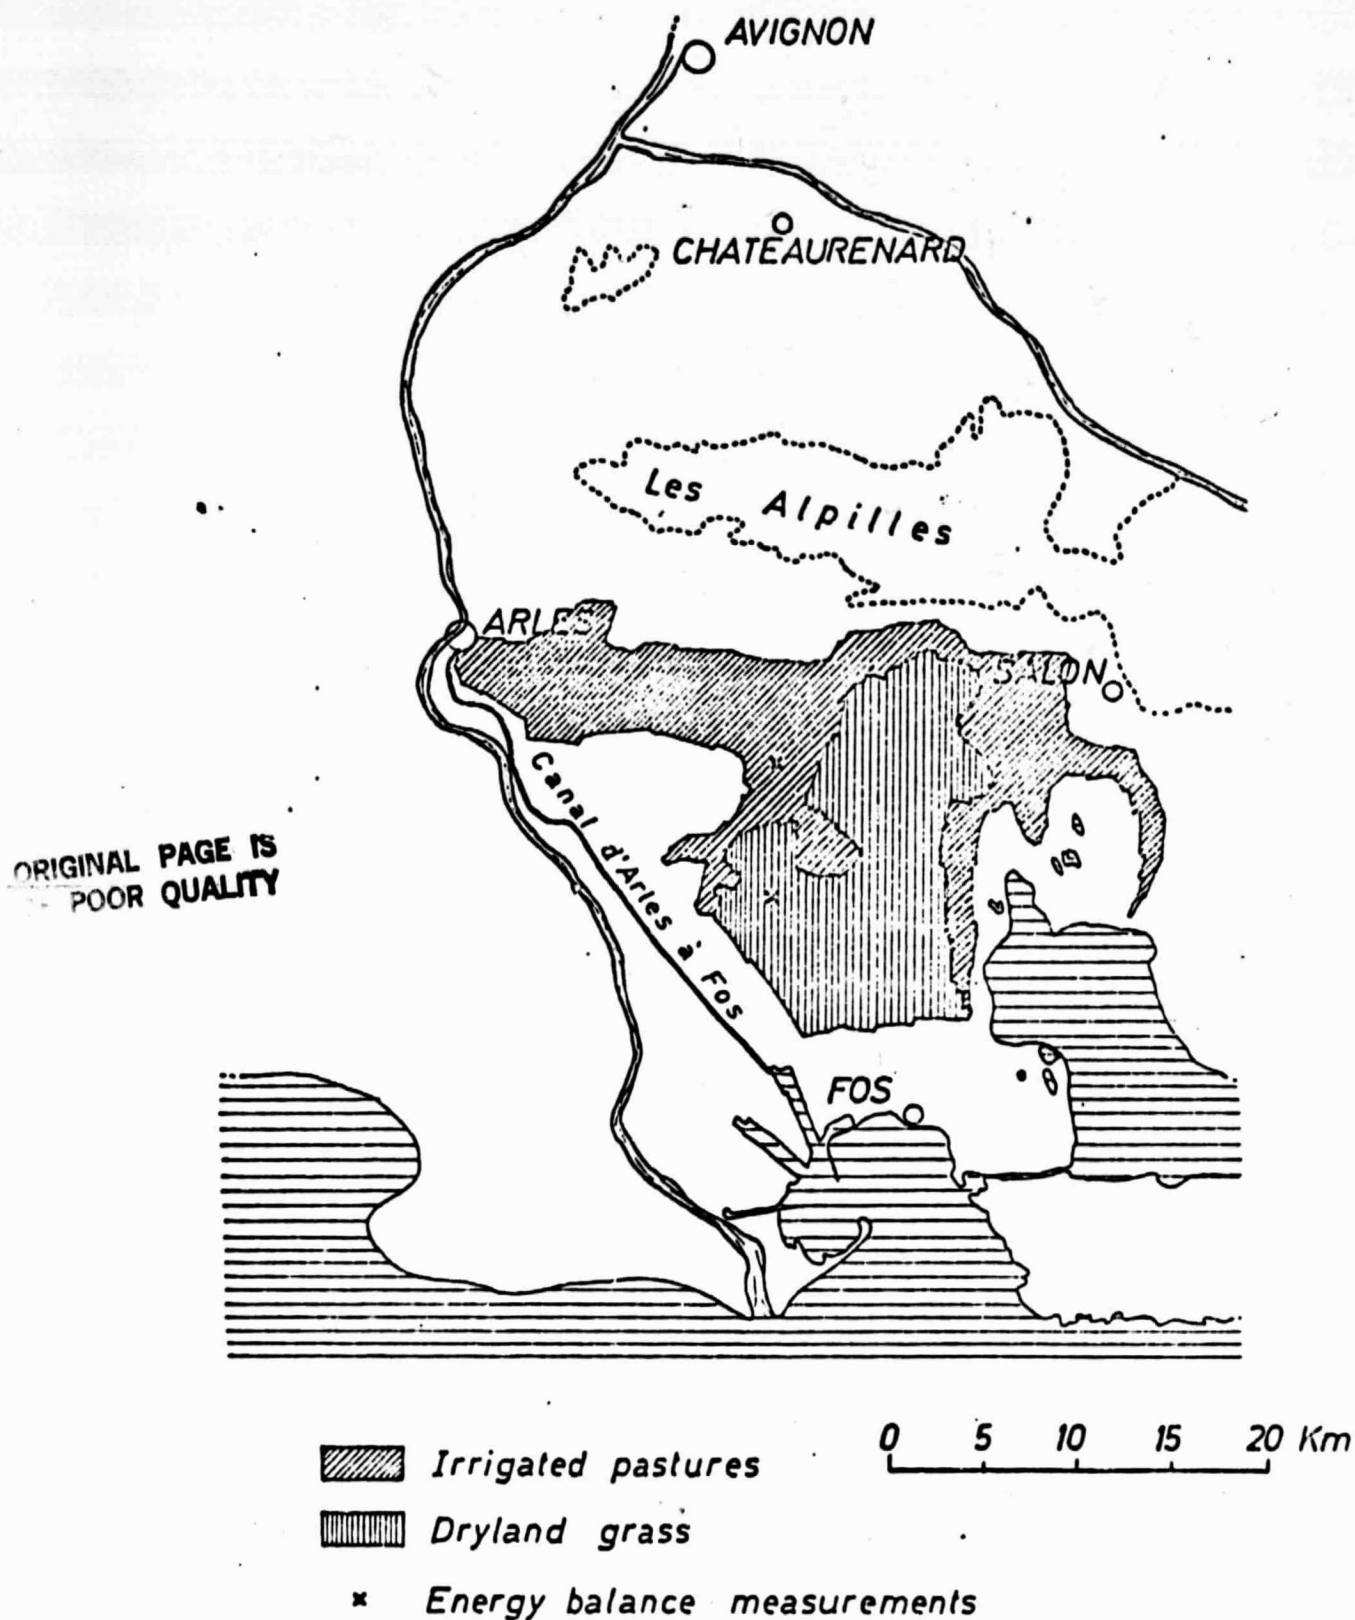 AVIGNON
CHATEAURENARD
Les Alpilles
ARLES
SALON
Canal d'Arles à Fos
ORIGINAL PAGE IS
POOR QUALITY
FOS
0 5 10 15 20 Km
Irrigated pastures
Dryland grass
x Energy balance measurements